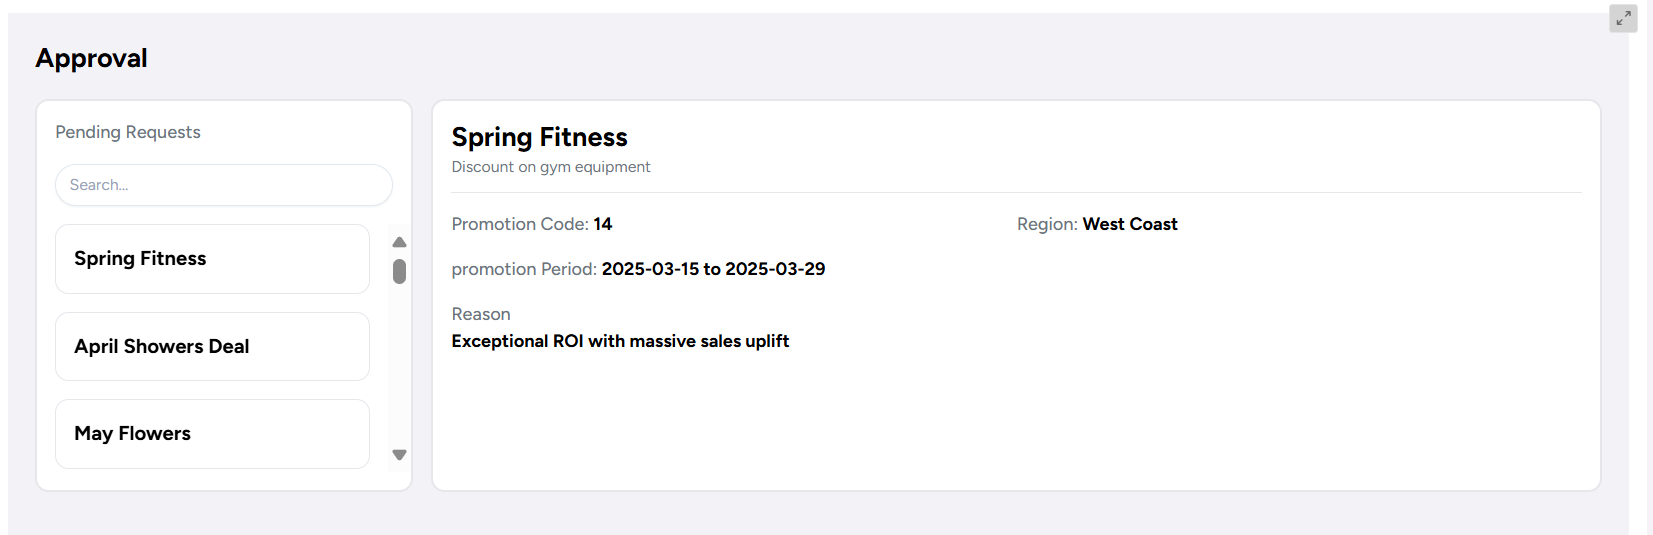 Approval
Pending Requests
Search...
Spring Fitness
April Showers Deal
May Flowers
Spring Fitness
Discount on gym equipment
Promotion Code: 14
Region: West Coast
promotion Period: 2025-03-15 to 2025-03-29
Reason
Exceptional ROI with massive sales uplift